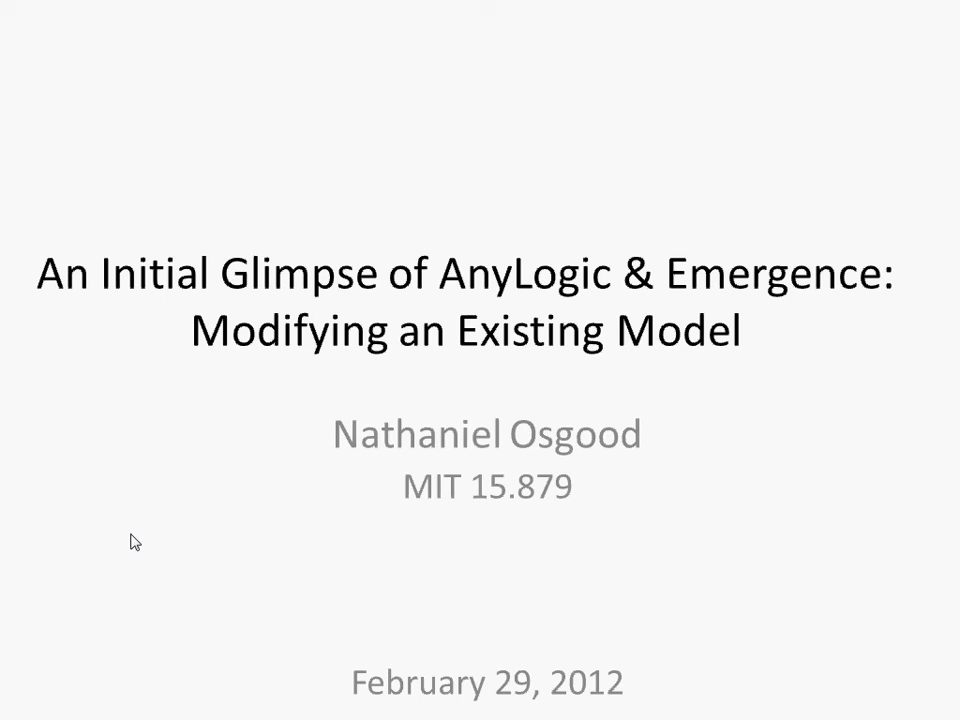 An Initial Glimpse of AnyLogic & Emergence:
Modifying an Existing Model
Nathaniel Osgood
MIT 15.879
February 29, 2012